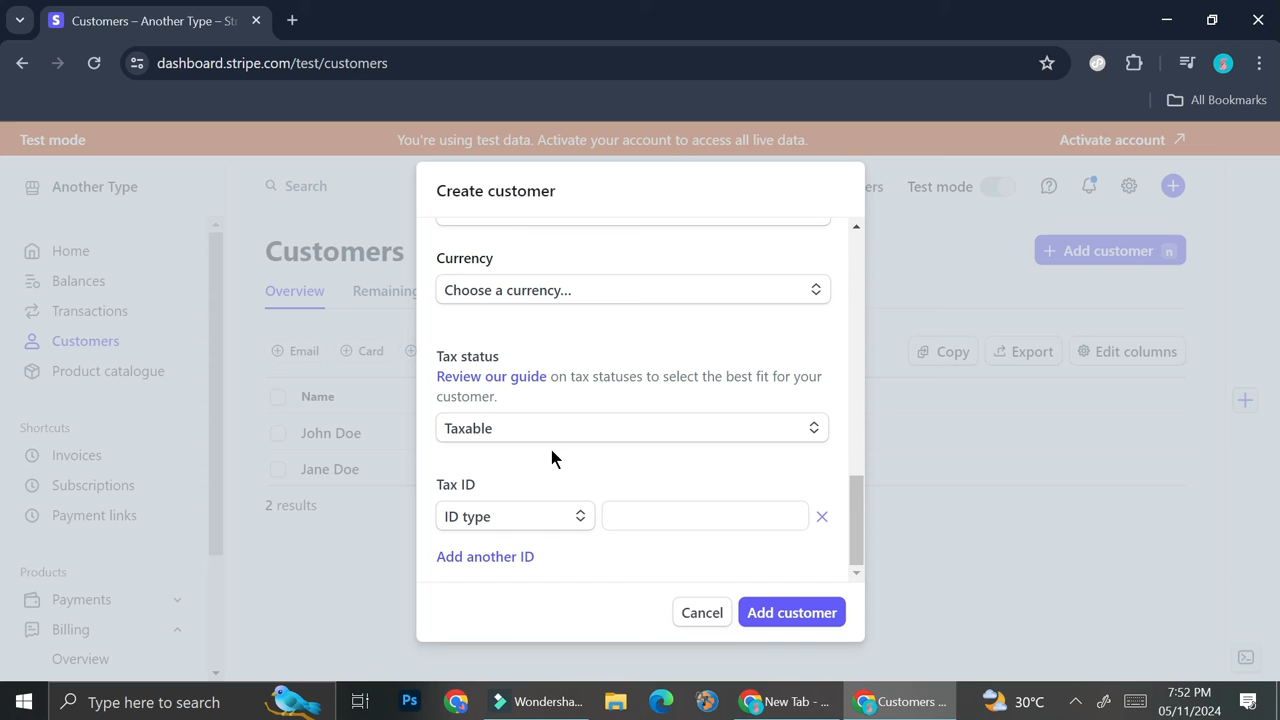 Customers – Another Type – St
dashboard.stripe.com/test/customers
All Bookmarks
Test mode
You're using test data. Activate your account to access all live data.
Activate account
Another Type
Search
ers
Test mode
Create customer
Home
Balances
Transactions
Customers
Product catalogue
Shortcuts
Invoices
Subscriptions
Payment links
Products
Payments
Billing
Overview
Customers
Add customer n
Overview
Remaining
Email
Card
Copy
Export
Edit columns
Name
John Doe
Jane Doe
2 results
Currency
Choose a currency...
Tax status
Review our guide on tax statuses to select the best fit for your
customer.
Taxable
Tax ID
ID type
Add another ID
Cancel
Add customer
Type here to search
Ps
Wondersha...
New Tab - ...
Customers ...
30°C
7:52 PM
05/11/2024